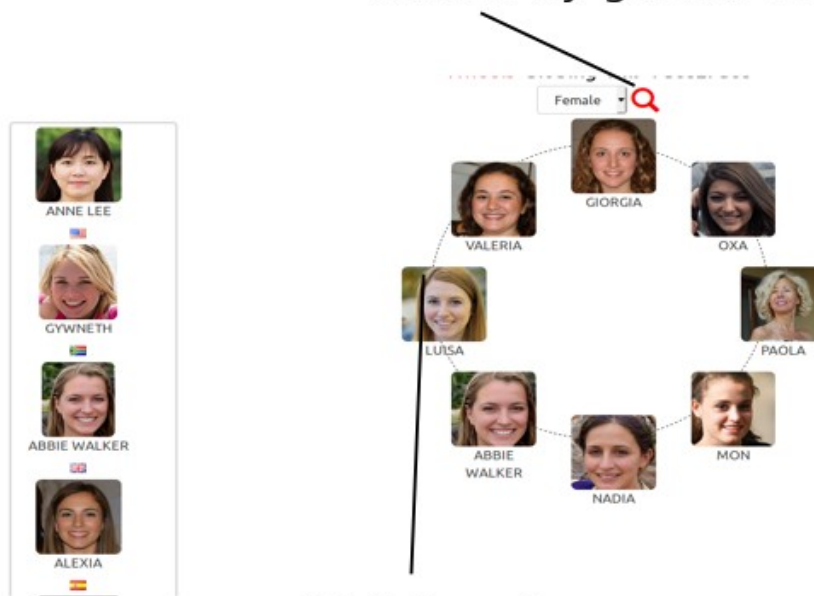 Female
ANNE LEE
GYWNETH
ABBIE WALKER
ALEXIA
GIORGIA
VALERIA
OXA
LUISA
PAOLA
ABBIE
WALKER
MON
NADIA